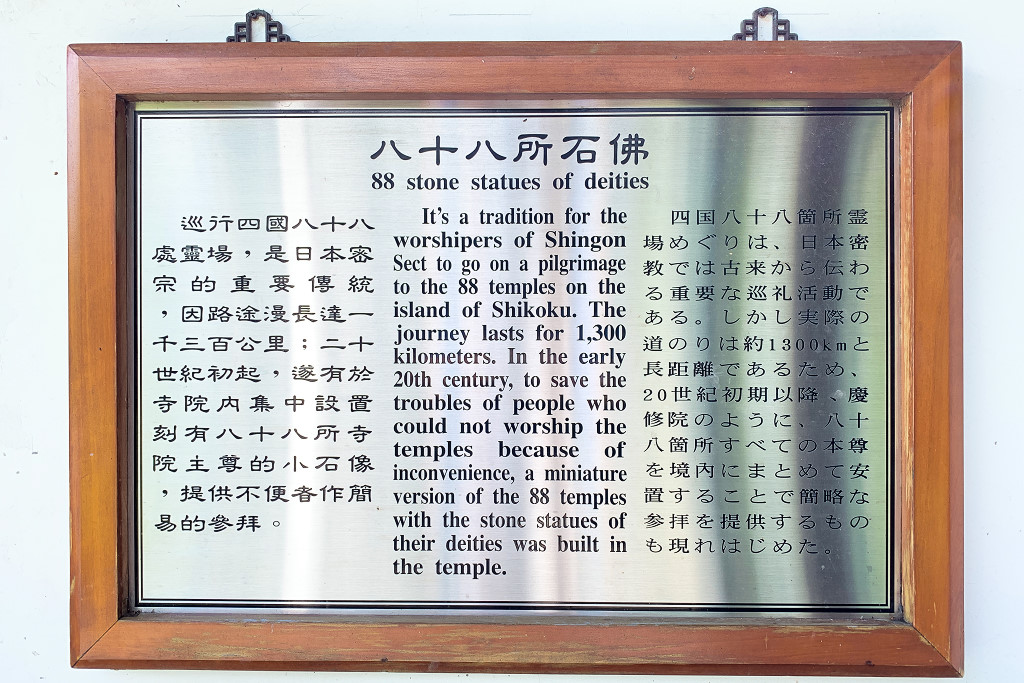 八十八所石佛
88 stone statues of deities
巡行四國八十八
處靈場，是日本密
宗的重要傳統
，因路途漫長達一
千三百公里；二十
世紀初起，遂有於
寺院內集中設置
刻有八十八所寺
院主尊的小石像
，提供不便者作簡
易的參拜。
It's a tradition for the
worshipers of Shingon
Sect to go on a pilgrimage
to the 88 temples on the
island of Shikoku. The
journey lasts for 1,300
kilometers. In the early
20th century, to save the
troubles of people who
could not worship the
temples because of
inconvenience, a miniature
version of the 88 temples
with the stone statues of
their deities was built in
the temple.
四国八十八箇所霊
場めぐりは、日本密
教では古来から伝わ
る重要な巡礼活動で
ある。しかし実際の
道のりは約1300kmと
長距離であるため、
20世紀初期以降、慶
修院のように、八十
八箇所すべての本尊
を境内にまとめて安
置することで簡略な
参拝を提供するもの
も現れはじめた。